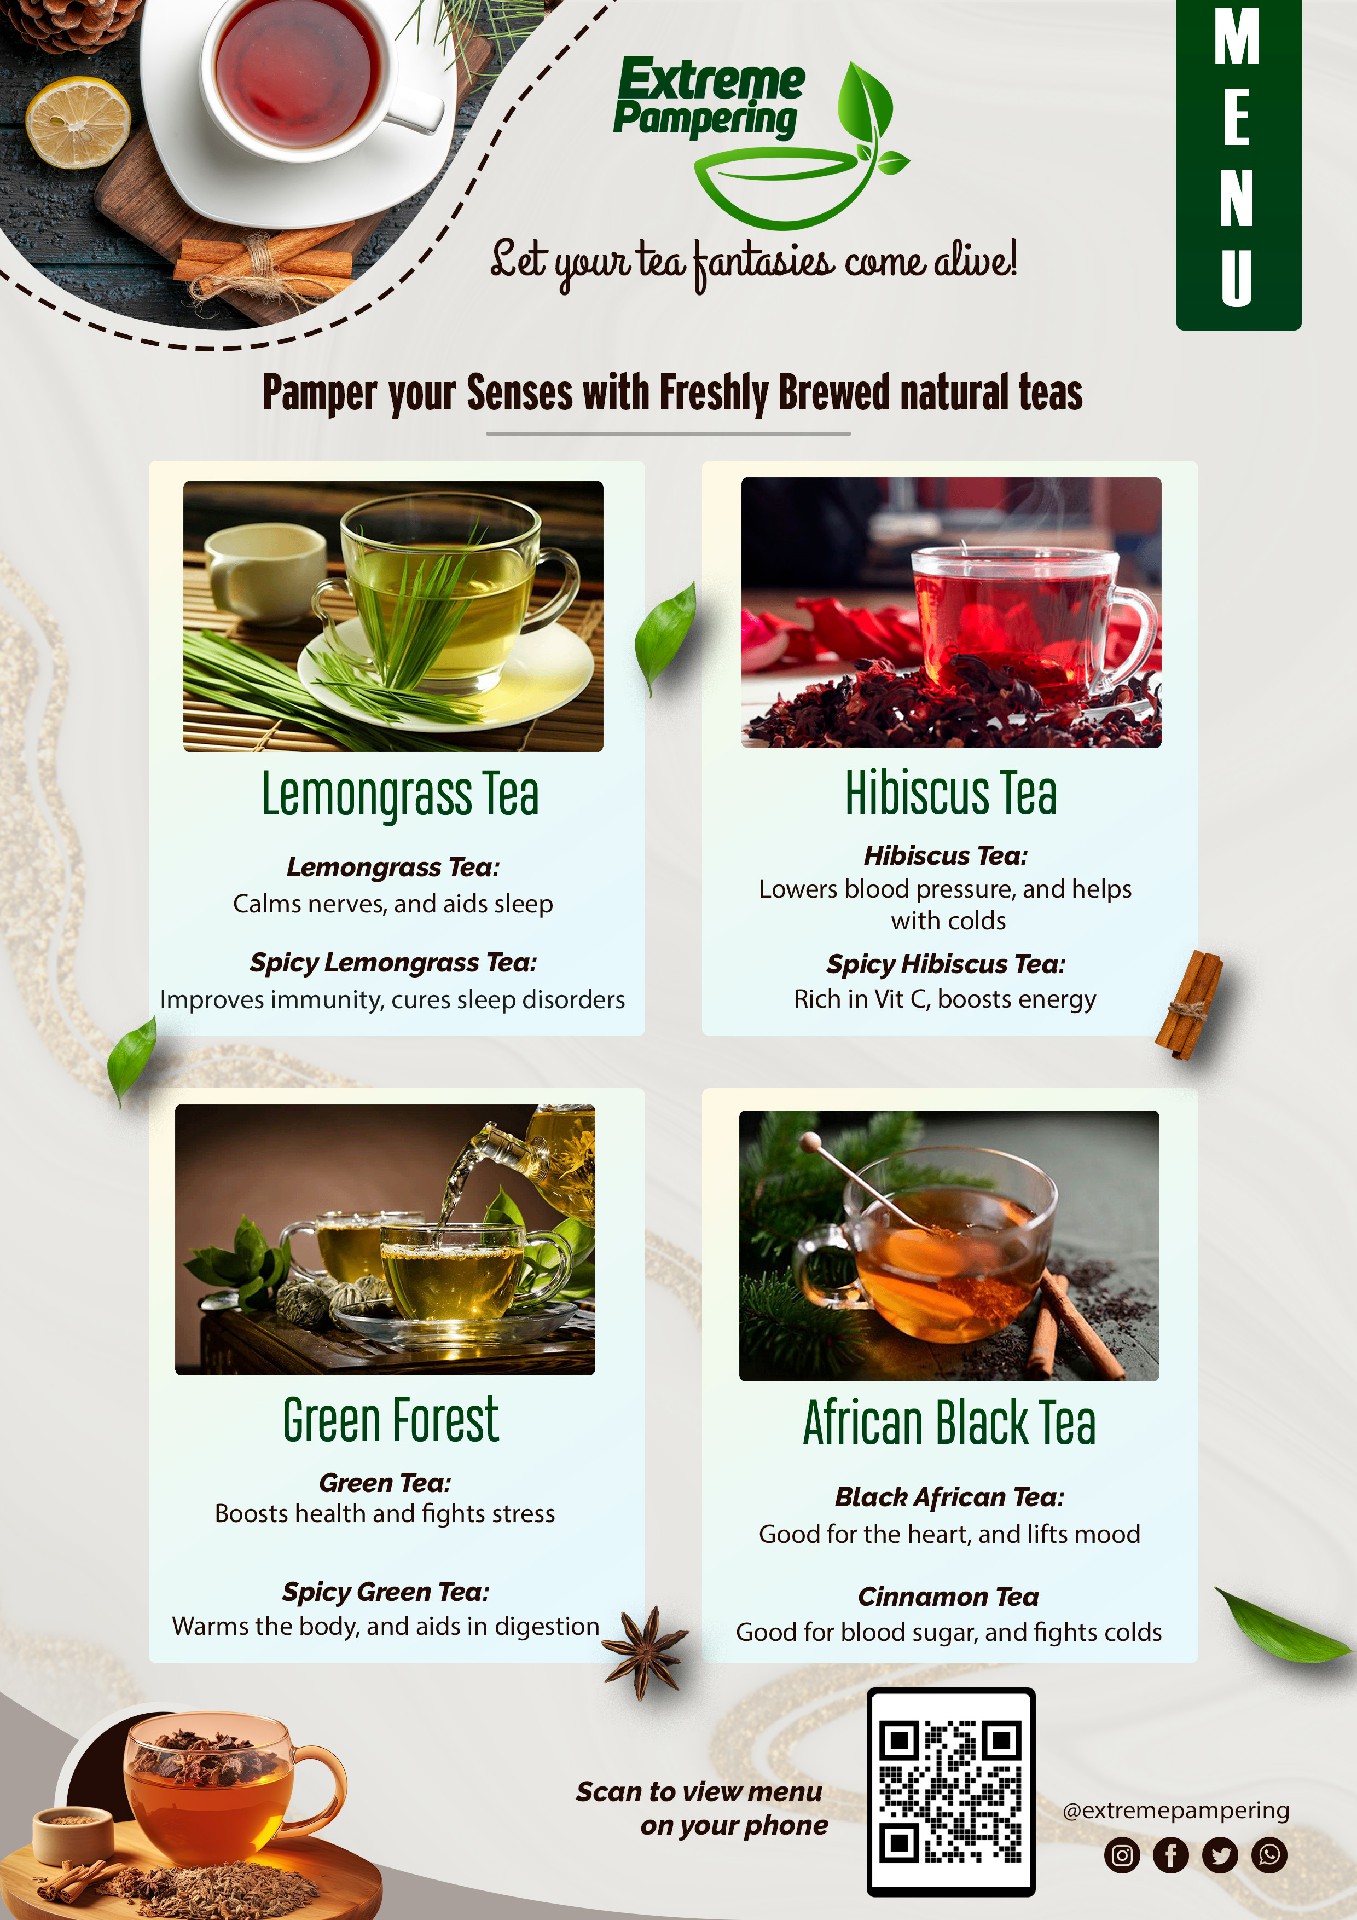 Extreme
Pampering
Let your tea fantasies come alive!
MENU
Pamper your Senses with Freshly Brewed natural teas
Lemongrass Tea
Lemongrass Tea:
Calms nerves, and aids sleep
Spicy Lemongrass Tea:
Improves immunity, cures sleep disorders
Hibiscus Tea
Hibiscus Tea:
Lowers blood pressure, and helps
with colds
Spicy Hibiscus Tea:
Rich in Vit C, boosts energy
Green Forest
Green Tea:
Boosts health and fights stress
Spicy Green Tea:
Warms the body, and aids in digestion
African Black Tea
Black African Tea:
Good for the heart, and lifts mood
Cinnamon Tea
Good for blood sugar, and fights colds
Scan to view menu
on your phone
@extremepampering